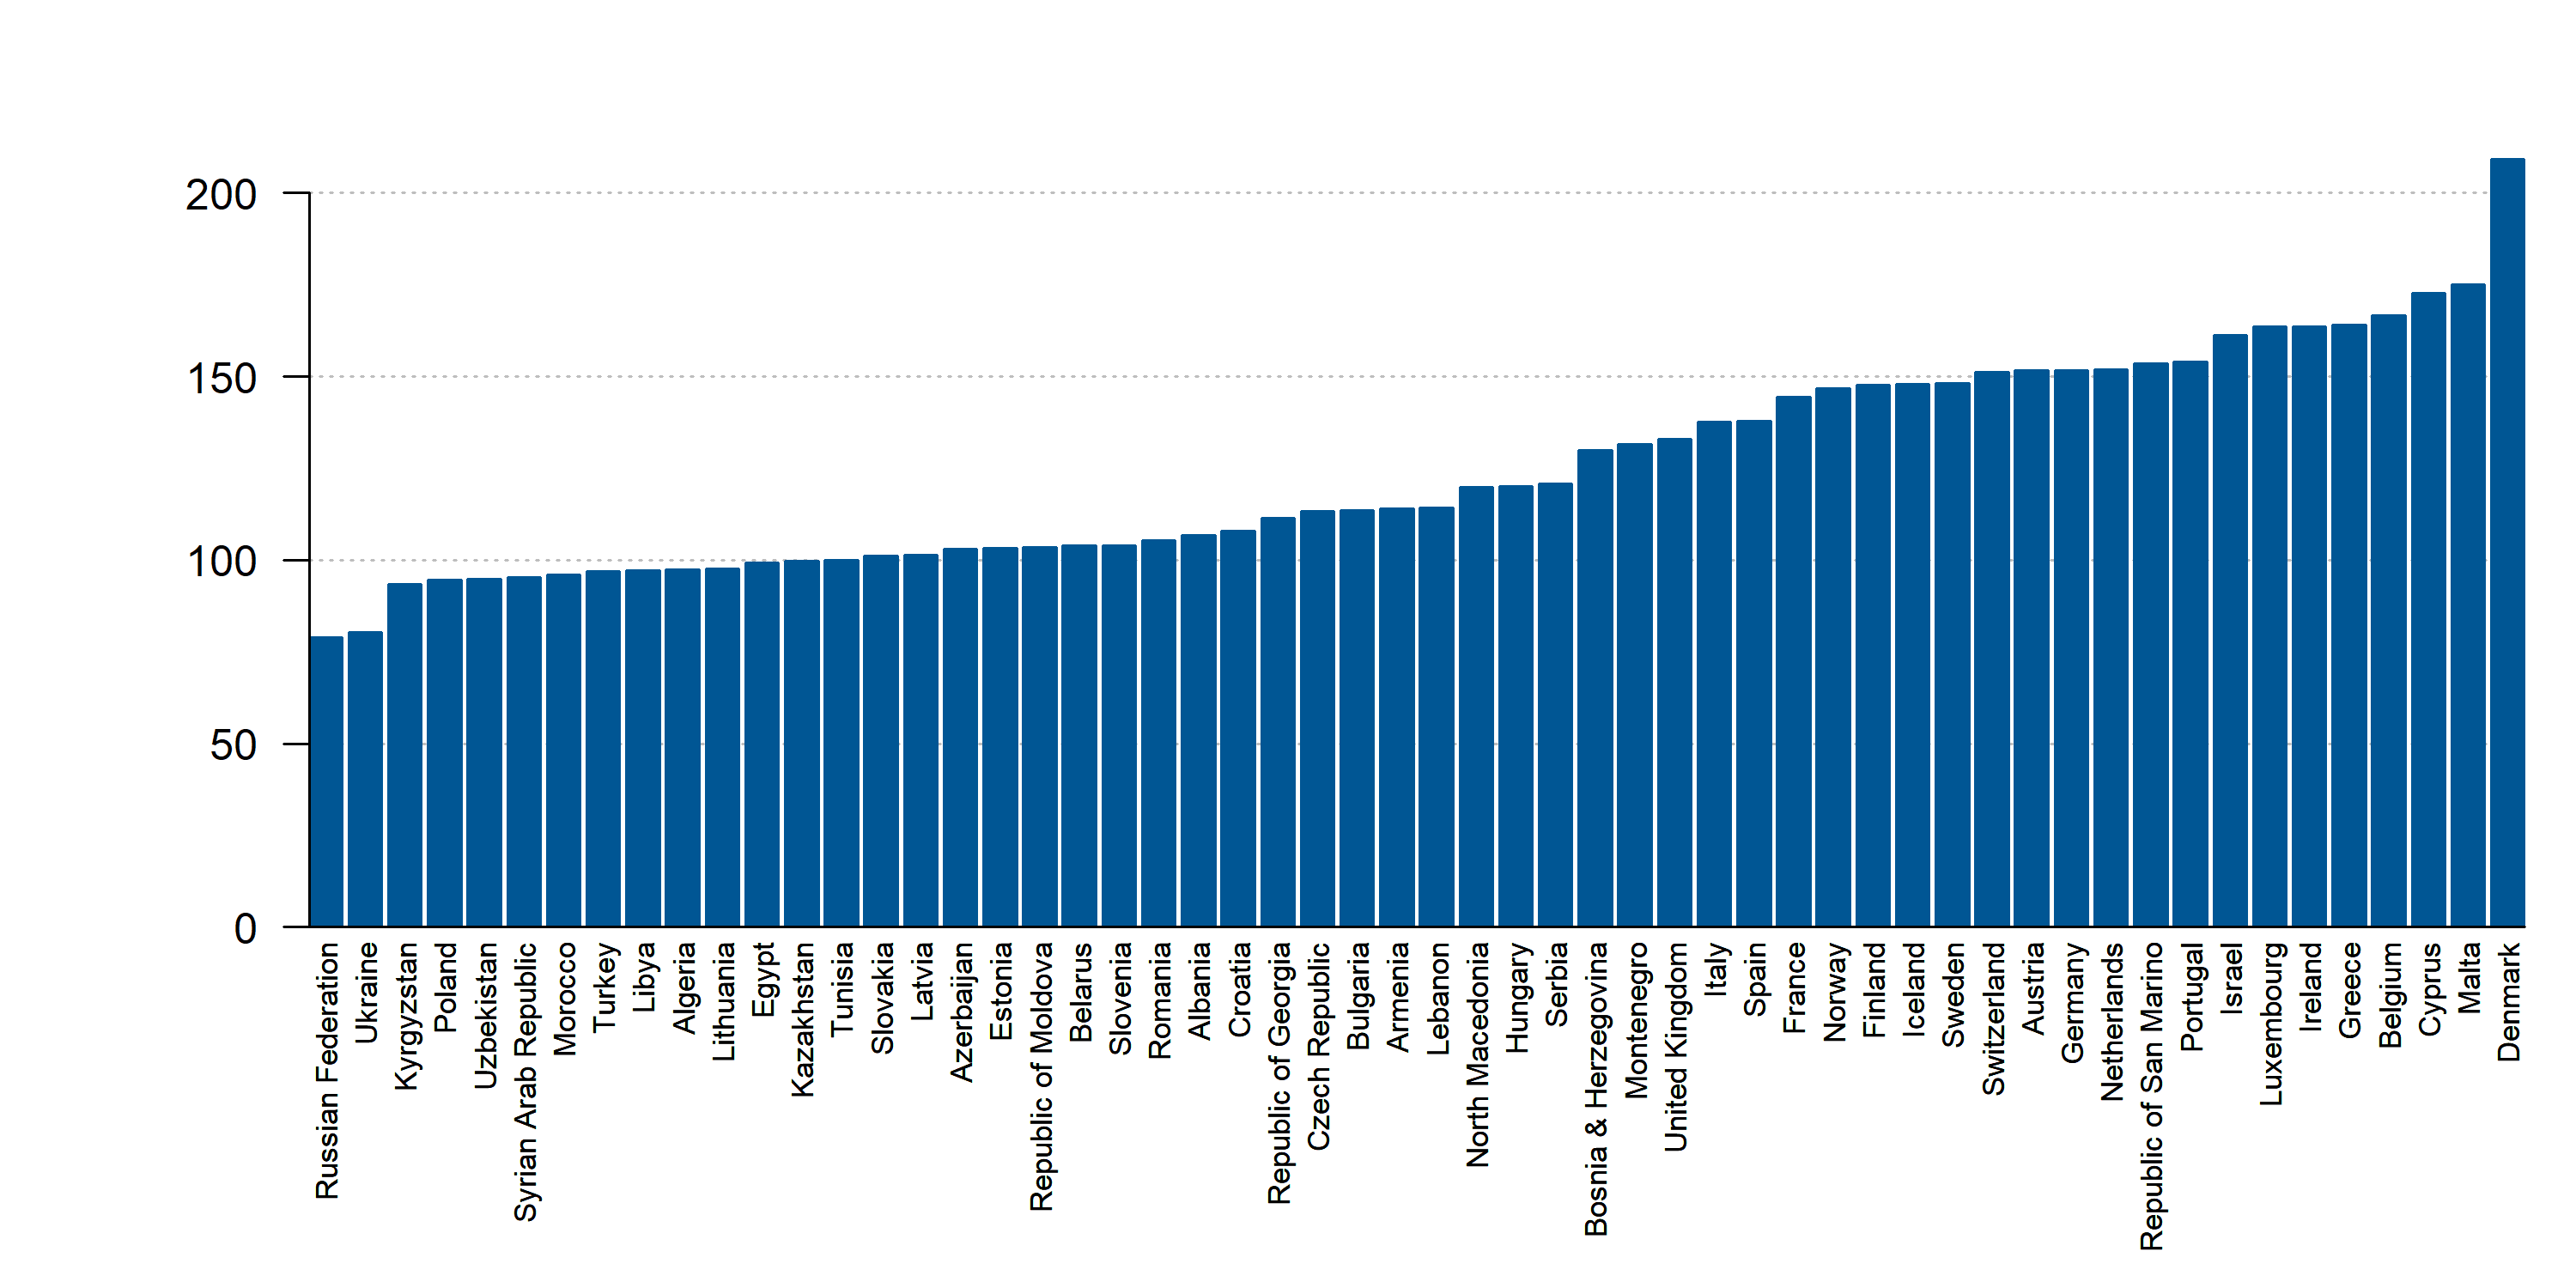 200
150
100
50
0
Russian Federation
Ukraine
Kyrgyzstan
Poland
Uzbekistan
Syrian Arab Republic
Morocco
Turkey
Libya
Algeria
Lithuania
Egypt
Kazakhstan
Tunisia
Slovakia
Latvia
Azerbaijan
Estonia
Republic of Moldova
Belarus
Slovenia
Romania
Albania
Croatia
Republic of Georgia
Czech Republic
Bulgaria
Armenia
Lebanon
North Macedonia
Hungary
Serbia
Bosnia & Herzegovina
Montenegro
United Kingdom
Italy
Spain
France
Norway
Finland
Iceland
Sweden
Switzerland
Austria
Germany
Netherlands
Republic of San Marino
Portugal
Israel
Luxembourg
Ireland
Greece
Belgium
Cyprus
Malta
Denmark